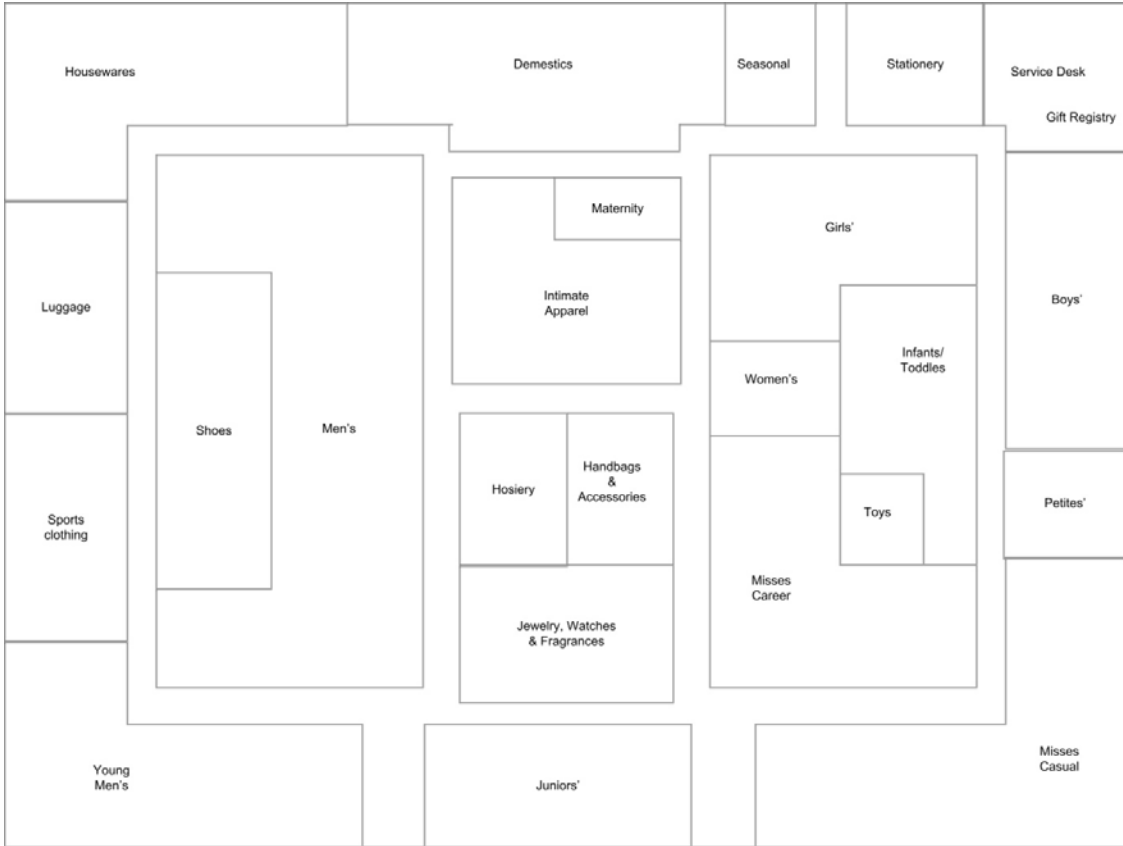 Housewares
Demestics
Seasonal
Stationery
Service Desk
Gift Registry
Maternity
Girls'
Luggage
Intimate
Apparel
Boys'
Infants/
Toddles
Women's
Shoes
Men's
Handbags
&
Accessories
Hosiery
Sports
clothing
Toys
Petites'
Misses
Career
Jewelry, Watches
& Fragrances
Young
Men's
Juniors'
Misses
Casual